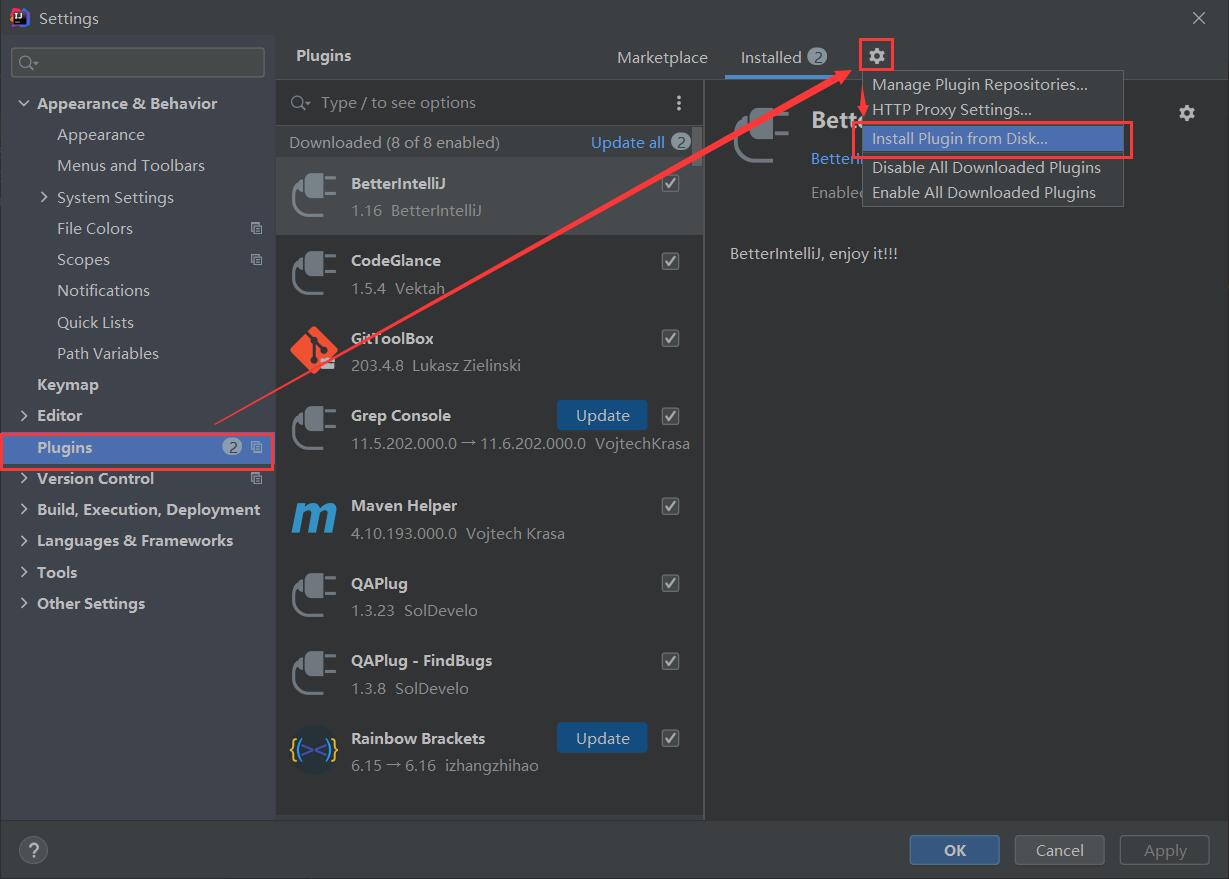 Settings
Appearance & Behavior
Appearance
Menus and Toolbars
System Settings
File Colors
Scopes
Notifications
Quick Lists
Path Variables
Keymap
Editor
Plugins 2
Version Control
Build, Execution, Deployment
Languages & Frameworks
Tools
Other Settings
Plugins
Marketplace
Installed 2
Type / to see options
Downloaded (8 of 8 enabled)
Update all 2
BetterIntelliJ
1.16 BetterIntelliJ
CodeGlance
1.5.4 Vektah
GitToolBox
203.4.8 Lukasz Zielinski
Grep Console
Update
11.5.202.000.0 → 11.6.202.000.0 VojtechKrasa
Maven Helper
4.10.193.000.0 Vojtech Krasa
QAPlug
1.3.23 SolDevelo
QAPlug - FindBugs
1.3.8 SolDevelo
Rainbow Brackets
Update
6.15 → 6.16 izhangzhihao
Manage Plugin Repositories...
HTTP Proxy Settings...
Install Plugin from Disk...
Disable All Downloaded Plugins
Enable All Downloaded Plugins
BetterIntelliJ, enjoy it!!!
?
OK
Cancel
Apply